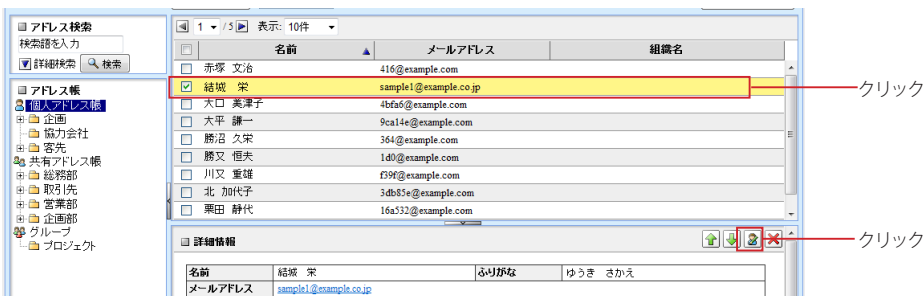 アドレス検索
検索語を入力
詳細検索 検索
アドレス帳
個人アドレス帳
企画
協力会社
客先
共有アドレス帳
総務部
取引先
営業部
企画部
グループ
プロジェクト
1 /5 表示: 10件
名前 メールアドレス 組織名
赤塚 文治 416@example.com
結城 栄 sample1@example.co.jp
大口 美津子 4bfa6@example.com
大平 謙一 9ca14e@example.com
勝沼 久栄 364@example.com
勝又 恒夫 1d0@example.com
川又 重雄 f39f@example.com
北 加代子 3db85e@example.com
栗田 静代 16a532@example.com
クリック
詳細情報
クリック
名前 結城 栄 ふりがな ゆうき さかえ
メールアドレス sample1@example.co.jp